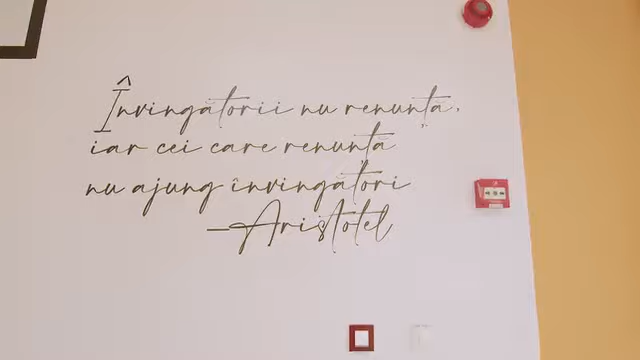 Învingătorii nu renunță,
iar cei care renunță
nu ajung învingători
—Aristotel